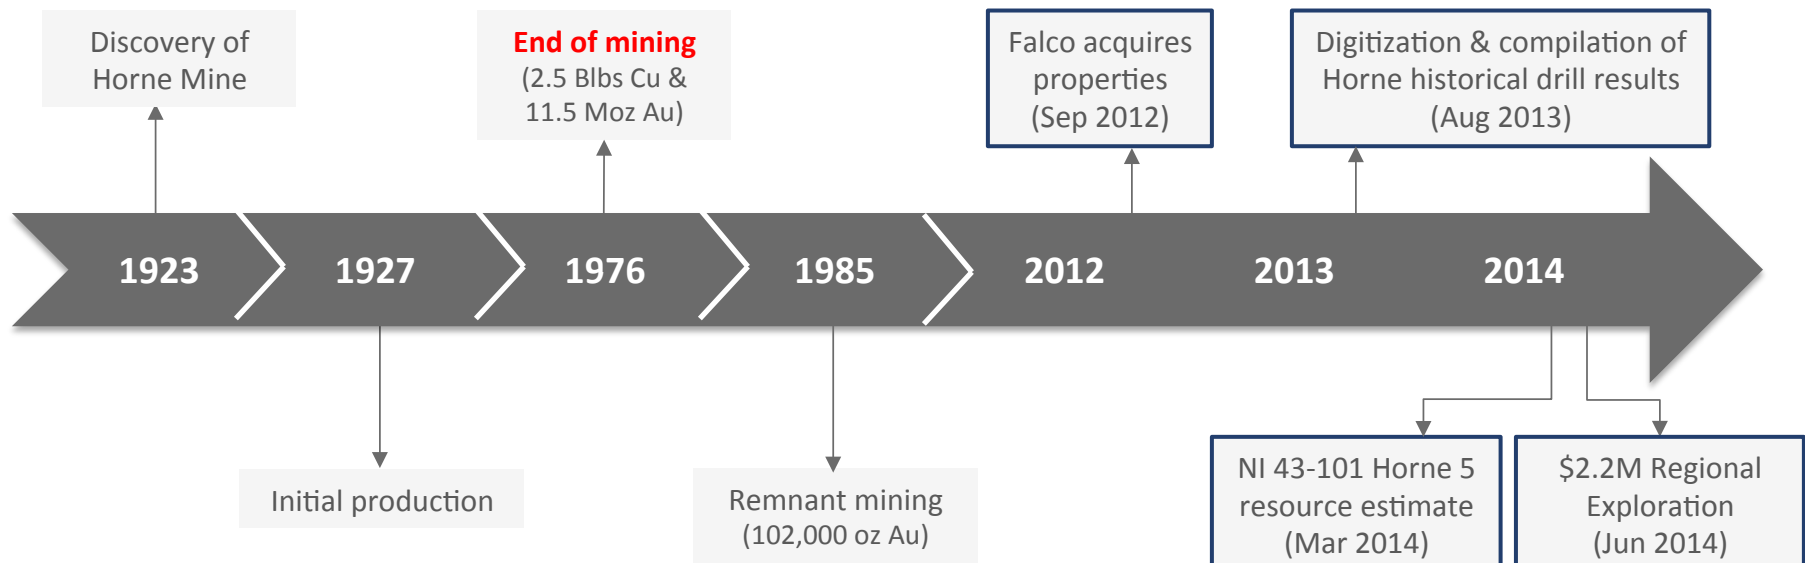 Discovery of
Horne Mine
End of mining
(2.5 Blbs Cu &
11.5 Moz Au)
Falco acquires
properties
(Sep 2012)
Digitization & compilation of
Horne historical drill results
(Aug 2013)
1923
1927
1976
1985
2012
2013
2014
Initial production
Remnant mining
(102,000 oz Au)
NI 43-101 Horne 5
resource estimate
(Mar 2014)
$2.2M Regional
Exploration
(Jun 2014)